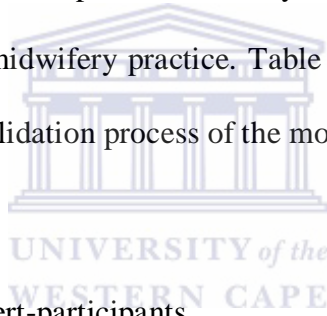 midwifery practice. Table
lidation process of the mo
UNIVERSITY of the
ert-participants
WESTERN CAPE